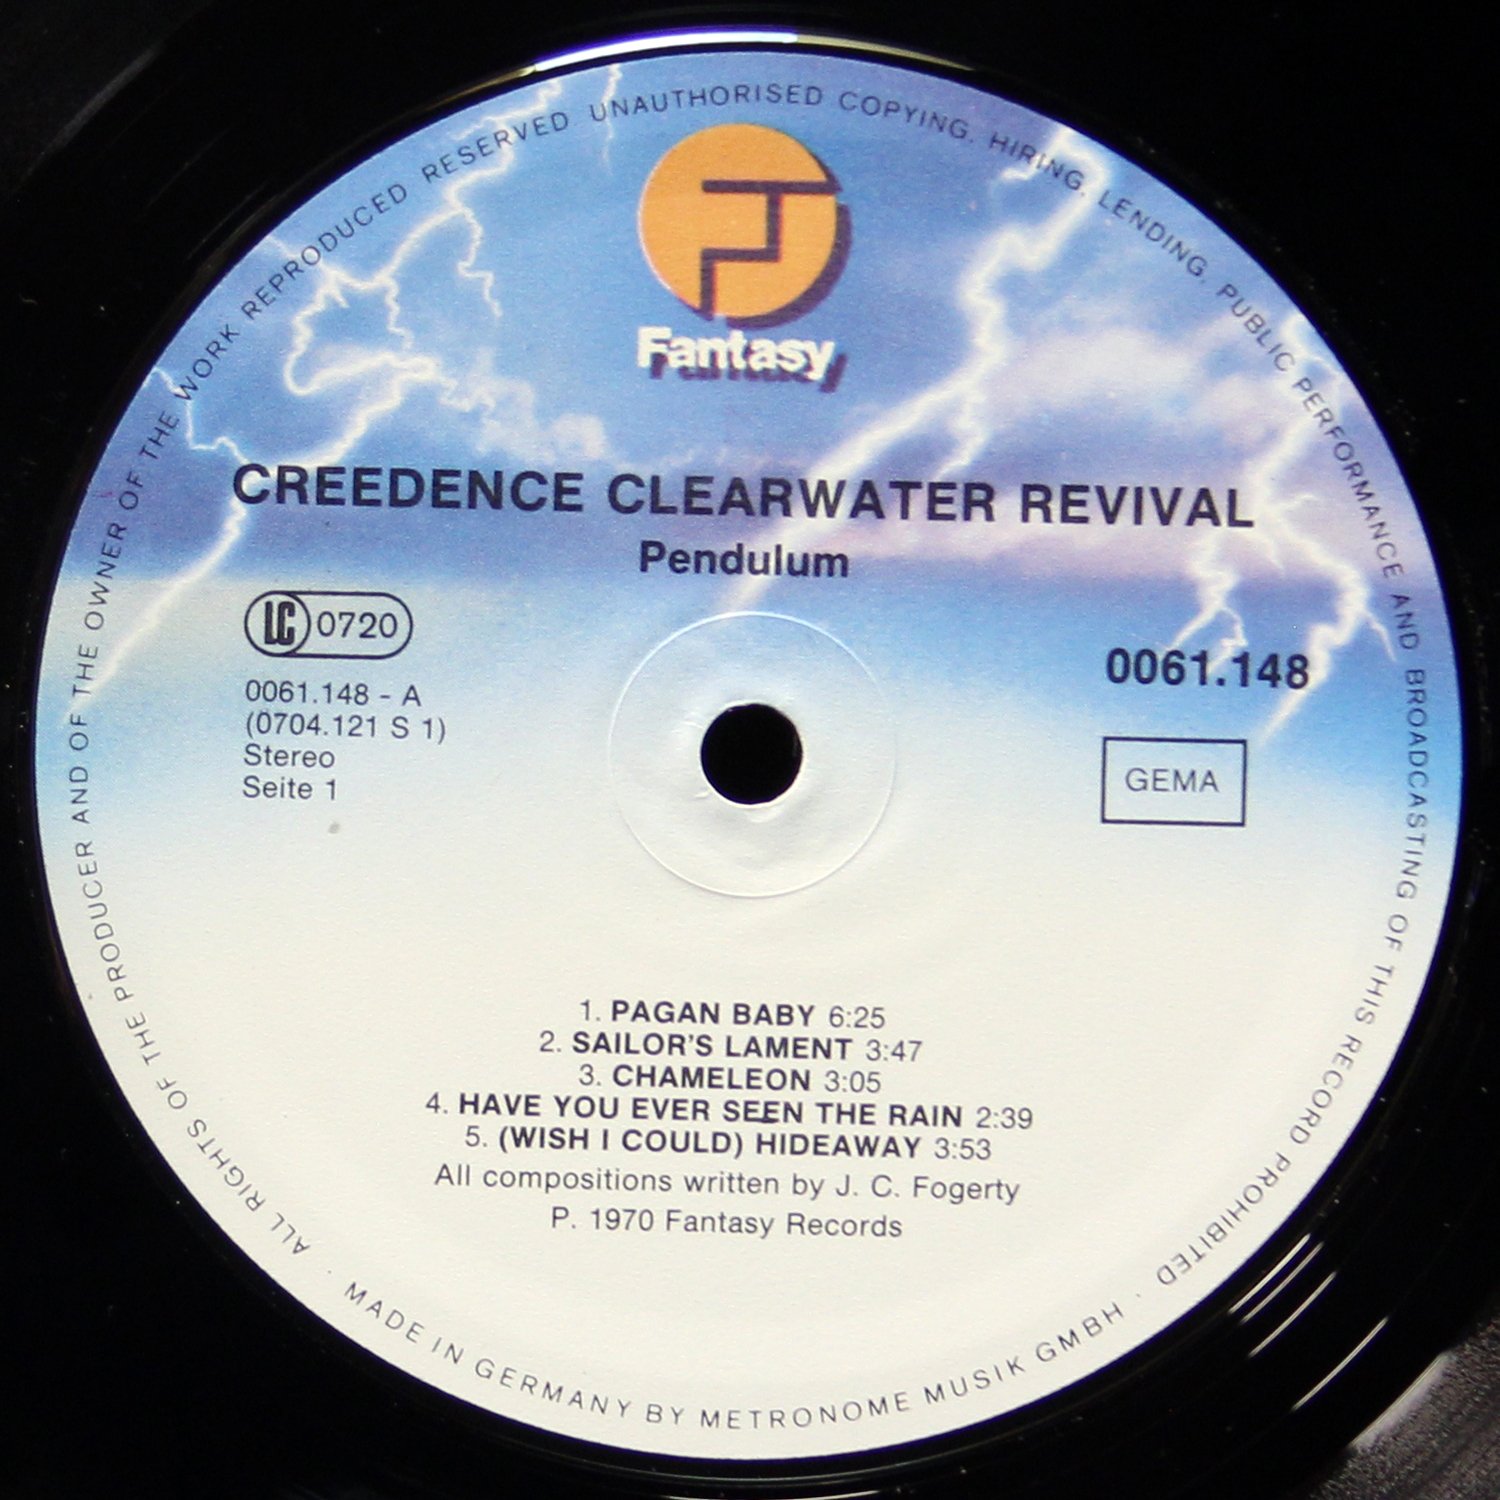 Fantasy
CREEDENCE CLEARWATER REVIVAL
Pendulum
LC 0720
0061.148 - A
(0704.121 S 1)
Stereo
Seite 1
0061.148
GEMA
1. PAGAN BABY 6:25
2. SAILOR'S LAMENT 3:47
3. CHAMELEON 3:05
4. HAVE YOU EVER SEEN THE RAIN 2:39
5. (WISH I COULD) HIDEAWAY 3:53
All compositions written by J. C. Fogerty
P. 1970 Fantasy Records
ALL RIGHTS OF THE PRODUCER AND OF THE OWNER OF THE WORK REPRODUCED RESERVED UNAUTHORISED COPYING. HIRING. LENDING. PUBLIC PERFORMANCE AND BROADCASTING OF THIS RECORD PROHIBITED
· MADE IN GERMANY BY METRONOME MUSIK GMBH ·